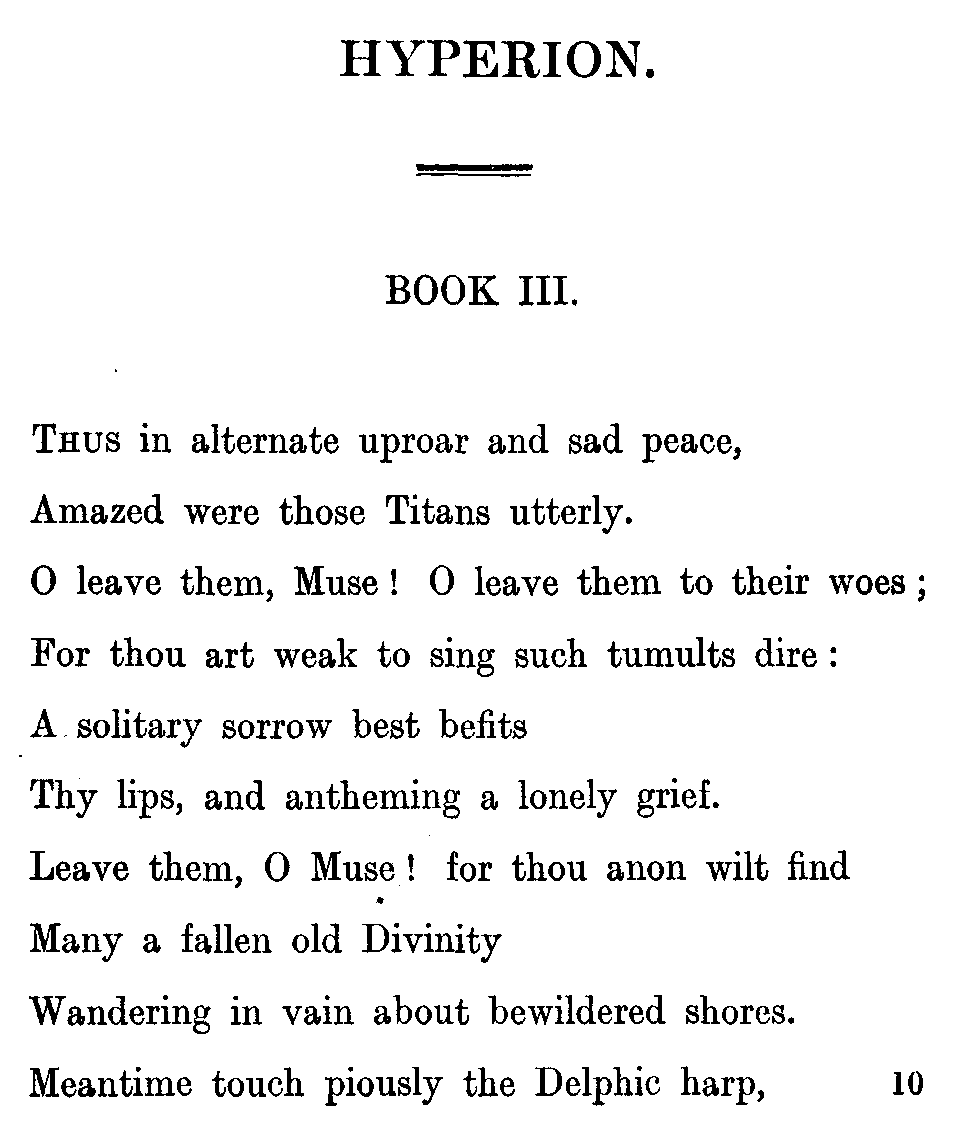 HYPERION.
BOOK III.
THUS in alternate uproar and sad peace,
Amazed were those Titans utterly.
O leave them, Muse! O leave them to their woes;
For thou art weak to sing such tumults dire:
A solitary sorrow best befits
Thy lips, and antheming a lonely grief.
Leave them, O Muse! for thou anon wilt find
Many a fallen old Divinity
Wandering in vain about bewildered shores.
Meantime touch piously the Delphic harp, 10